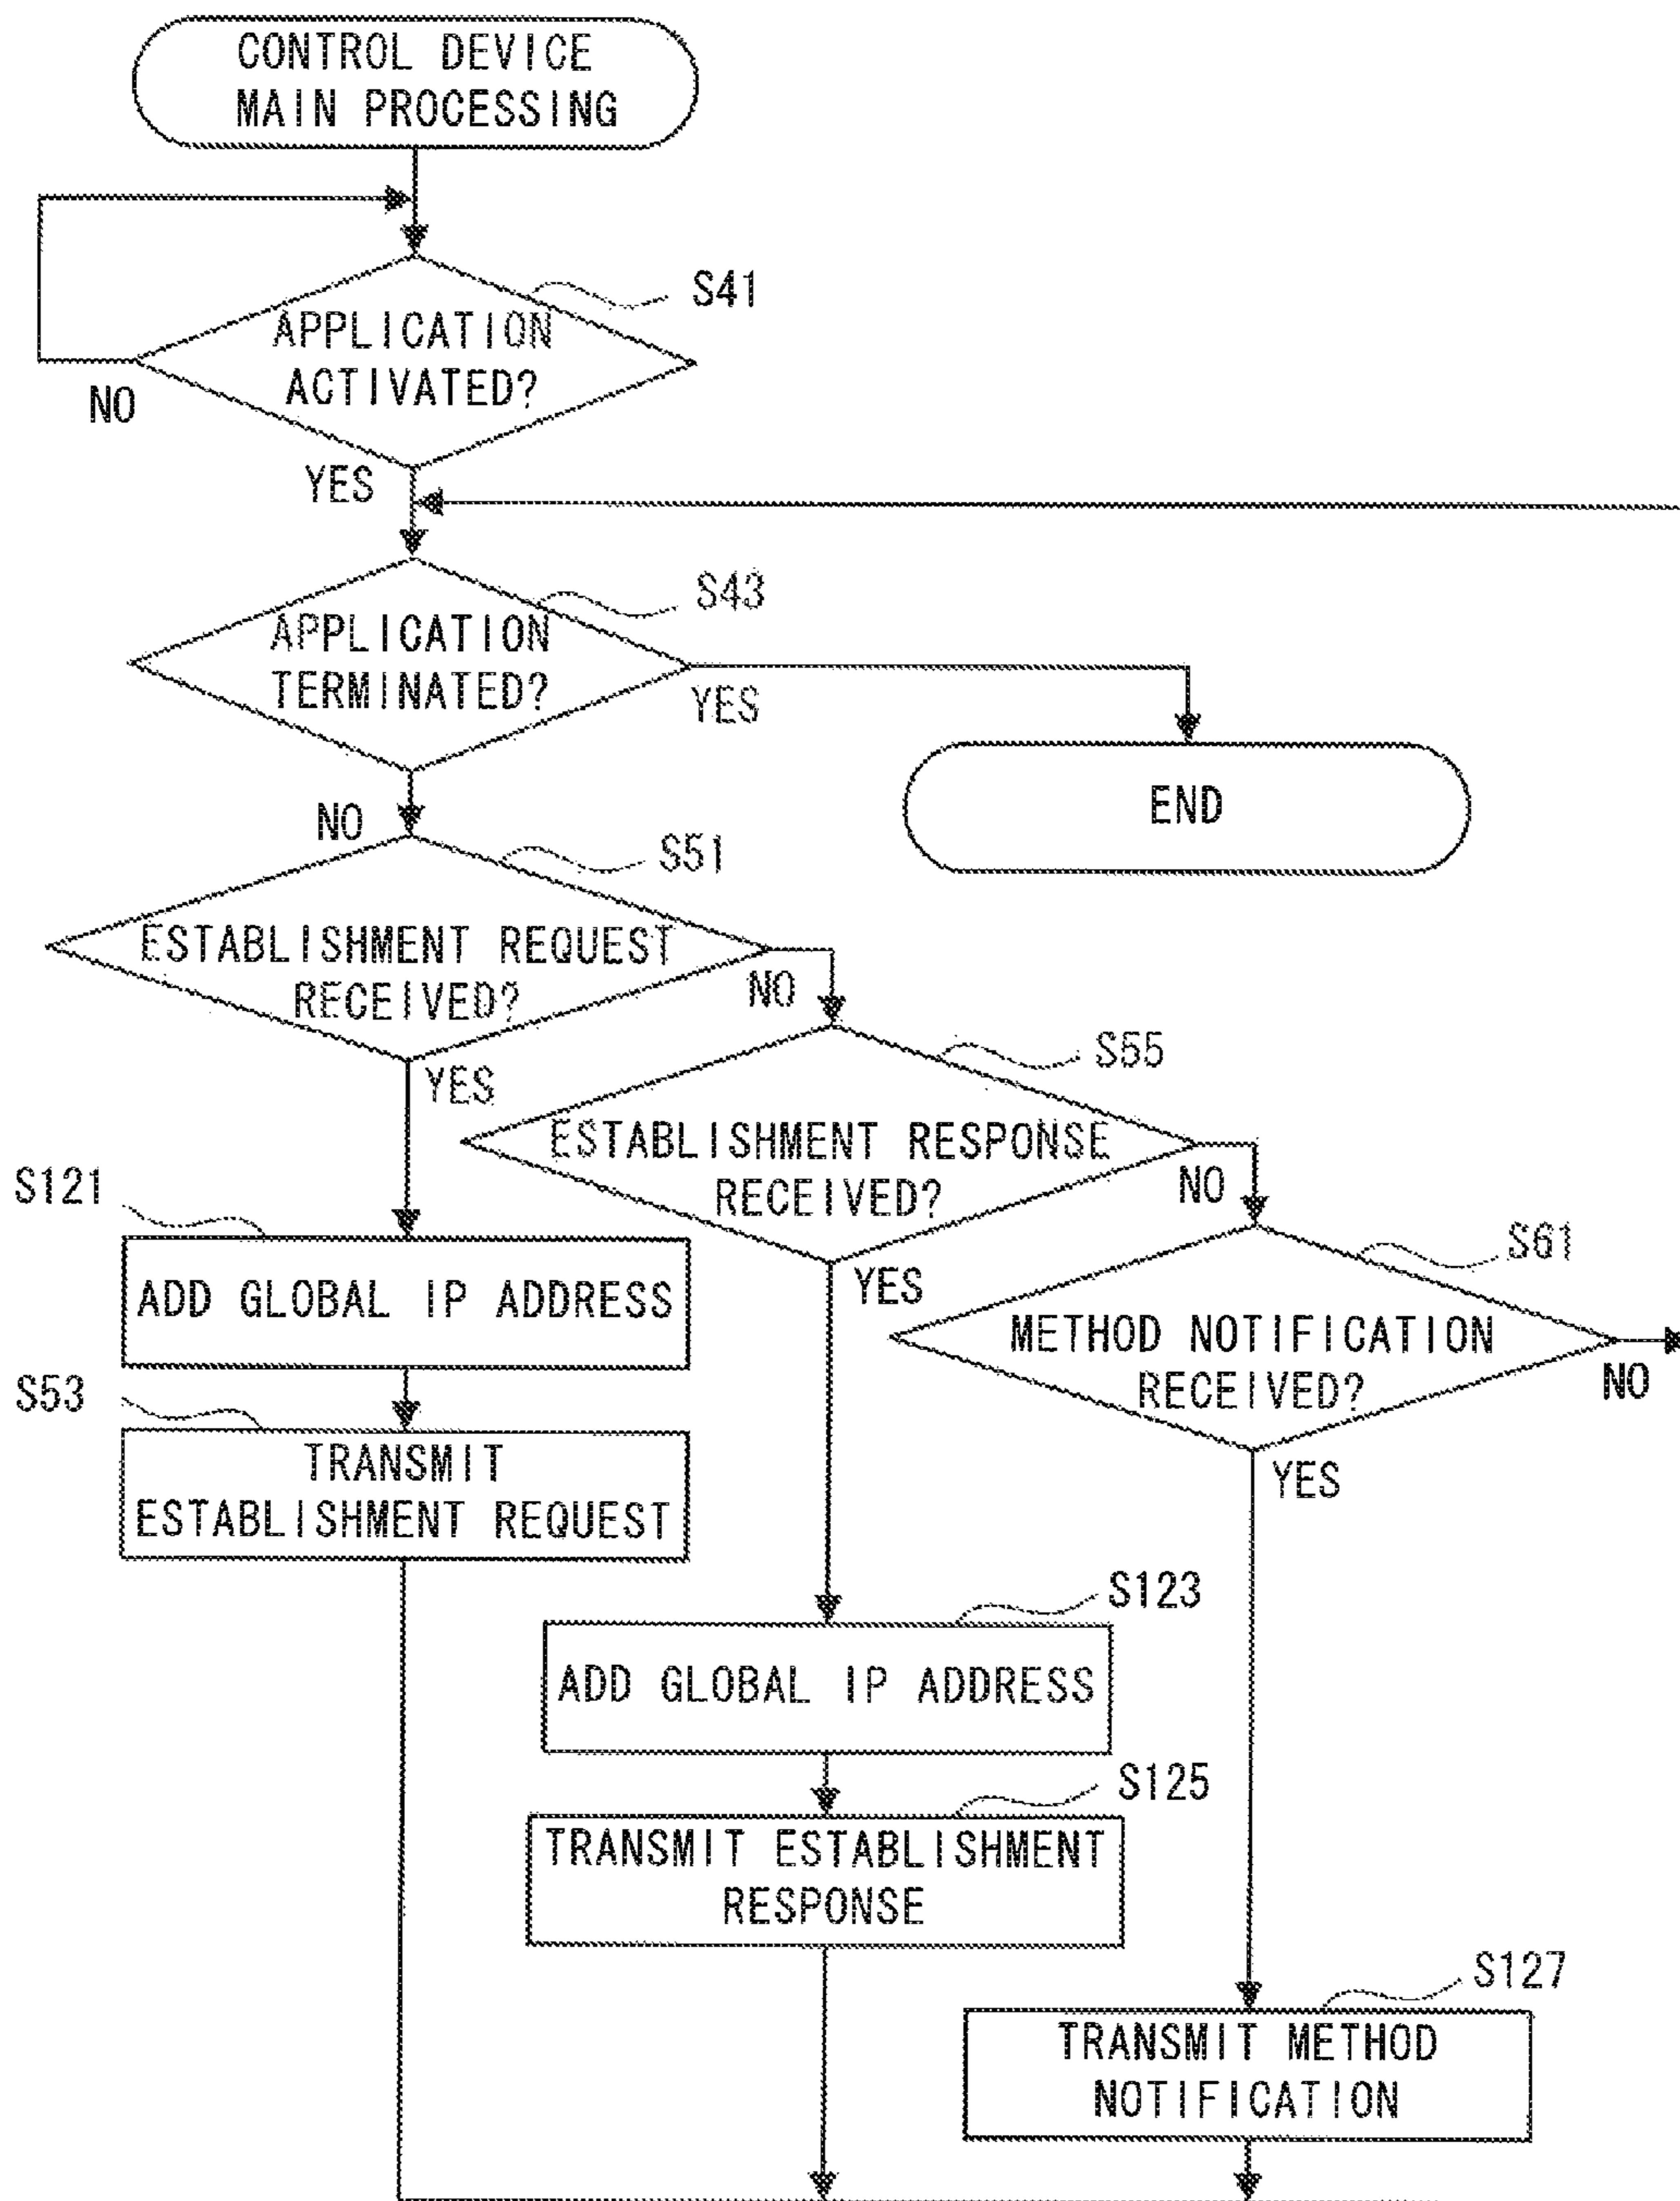 CONTROL DEVICE
MAIN PROCESSING
S41
APPLICATION
ACTIVATED?
NO
YES
S43
APPLICATION
TERMINATED?
YES
END
NO
S51
ESTABLISHMENT REQUEST
RECEIVED?
NO
YES
S55
ESTABLISHMENT RESPONSE
RECEIVED?
NO
YES
S61
METHOD NOTIFICATION
RECEIVED?
NO
YES
S121
ADD GLOBAL IP ADDRESS
S53
TRANSMIT
ESTABLISHMENT REQUEST
S123
ADD GLOBAL IP ADDRESS
S125
TRANSMIT ESTABLISHMENT
RESPONSE
S127
TRANSMIT METHOD
NOTIFICATION